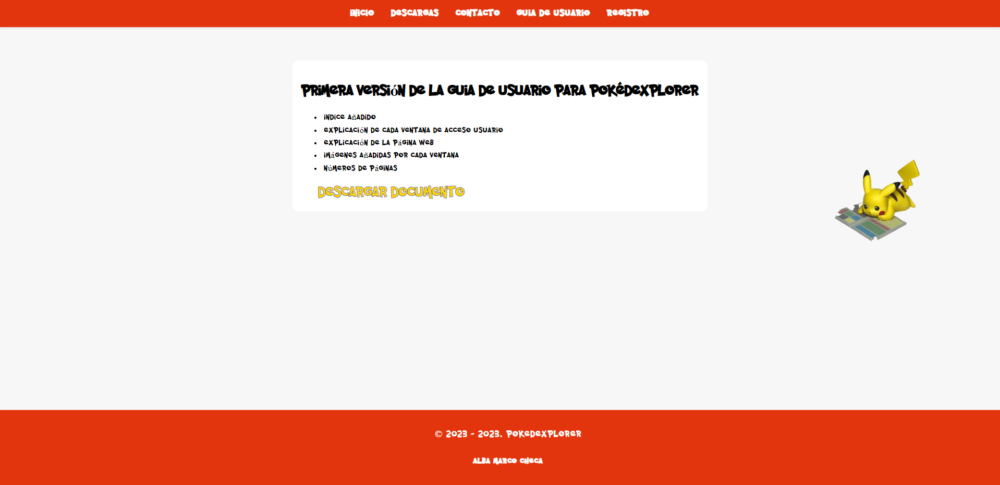 INICIO DESCARGAS CONTACTO GUIA DE USUARIO REGISTRO
PRIMERA VERSIÓN DE LA GUIA DE USUARIO PARA POKÉDEXPLORER
• INDICE AÑADIDO
• EXPLICACIÓN DE CADA VENTANA DE ACCESO USUARIO
• EXPLICACIÓN DE LA PÁGINA WEB
• IMÁGENES AÑADIDAS POR CADA VENTANA
• NÚMEROS DE PÁGINAS
DESCARGAR DOCUMENTO
© 2023 - 2023. POKEDEXPLORER
ALBA MARCO CHECA